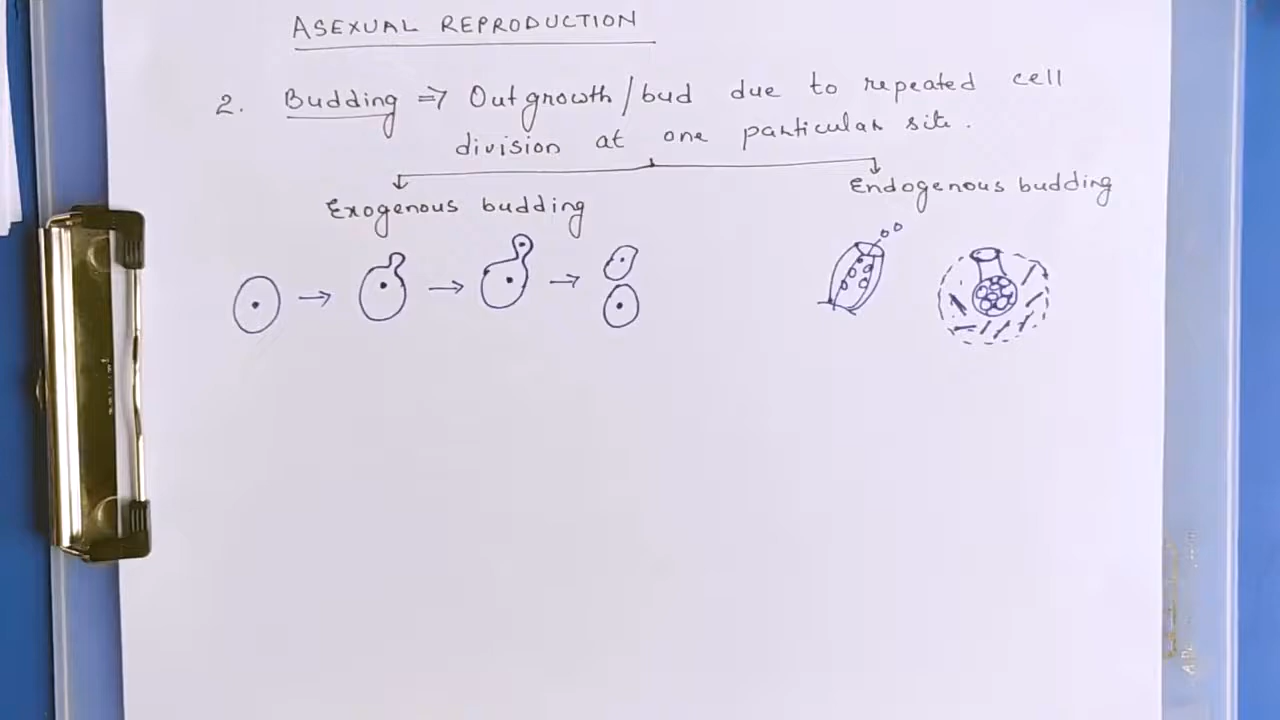 ASEXUAL REPRODUCTION
2. Budding ⇒ Outgrowth/bud due to repeated cell
division at one particular site.
Exogenous budding
Endogenous budding